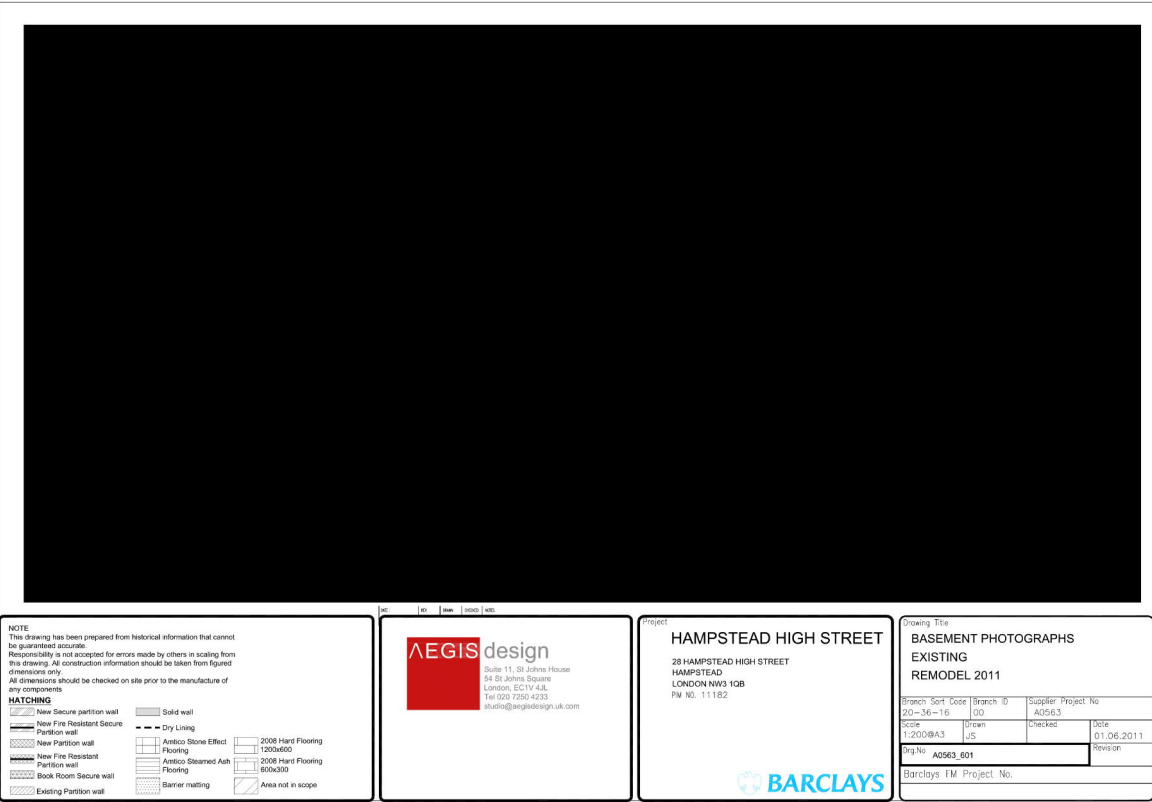 DATE: REV DRAWN CHECKED NOTES
NOTE
This drawing has been prepared from historical information that cannot
be guaranteed accurate.
Responsibility is not accepted for errors made by others in scaling from
this drawing. All construction information should be taken from figured
dimensions only.
All dimensions should be checked on site prior to the manufacture of
any components
HATCHING
New Secure partition wall
New Fire Resistant Secure
Partition wall
New Partition wall
New Fire Resistant
Partition wall
Book Room Secure wall
Existing Partition wall
Solid wall
Dry Lining
Amtico Stone Effect
Flooring
Amtico Steamed Ash
Flooring
Barrier matting
2008 Hard Flooring
1200x600
2008 Hard Flooring
600x300
Area not in scope
AEGIS design
Suite 11, St Johns House
54 St Johns Square
London, EC1V 4JL
Tel 020 7250 4233
studio@aegisdesign.uk.com
Project
HAMPSTEAD HIGH STREET
28 HAMPSTEAD HIGH STREET
HAMPSTEAD
LONDON NW3 1QB
PM NO. 11182
BARCLAYS
Drawing Title
BASEMENT PHOTOGRAPHS
EXISTING
REMODEL 2011
Branch Sort Code Branch ID Supplier Project No
20-36-16 00 A0563
Scale Drawn Checked Date
1:200@A3 JS 01.06.2011
Drg.No A0563_601 Revision
Barclays FM Project No.